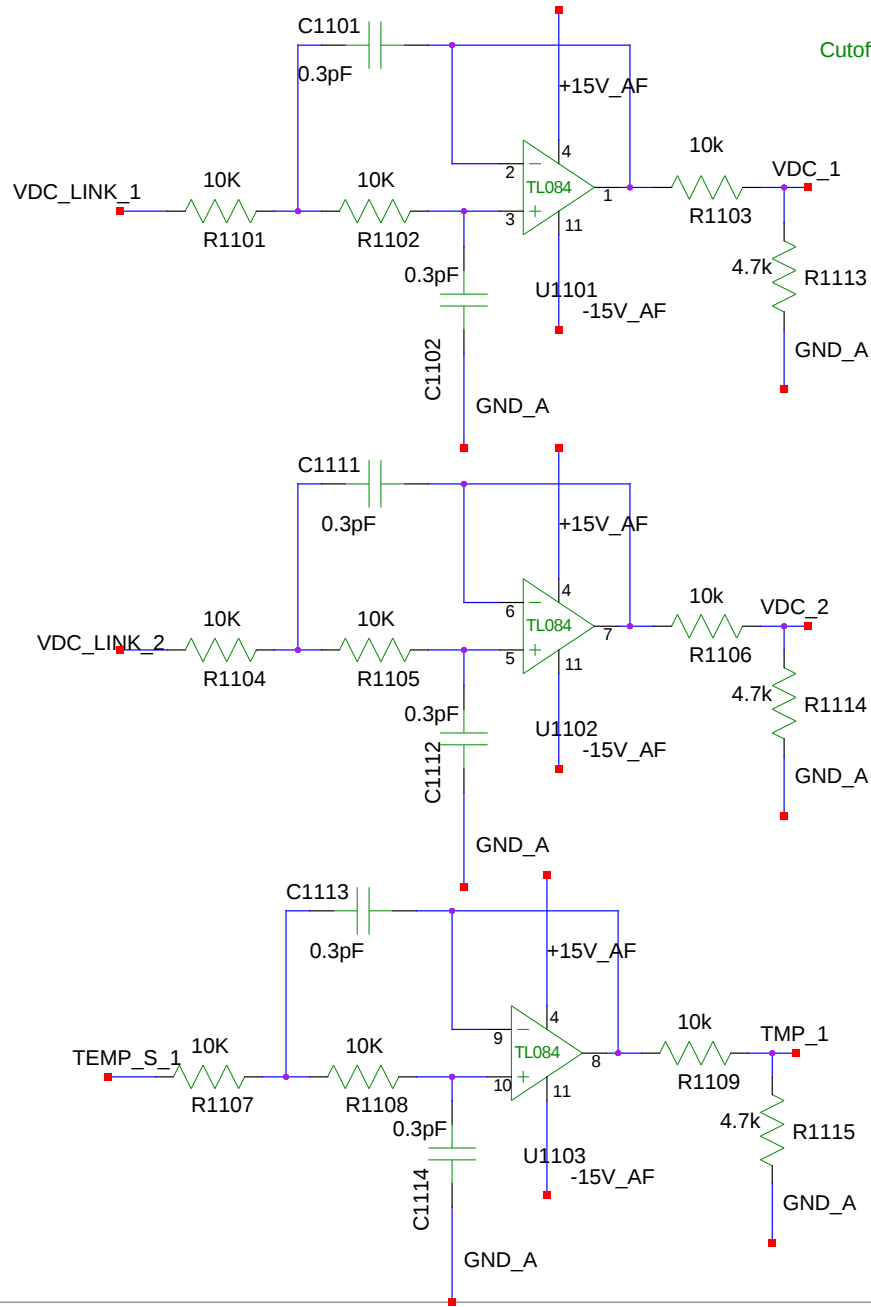 C1101
0.3pF
Cutof
+15V_AF
10K
10K
VDC_LINK_1
R1101
R1102
2
3
4
TL084
1
11
10k
R1103
VDC_1
0.3pF
C1102
U1101
-15V_AF
4.7k
R1113
GND_A
GND_A
C1111
0.3pF
+15V_AF
10K
10K
VDC_LINK_2
R1104
R1105
6
5
4
TL084
7
11
10k
R1106
VDC_2
0.3pF
C1112
U1102
-15V_AF
4.7k
R1114
GND_A
GND_A
C1113
0.3pF
+15V_AF
10K
10K
TEMP_S_1
R1107
R1108
9
10
4
TL084
8
11
10k
R1109
TMP_1
0.3pF
C1114
U1103
-15V_AF
4.7k
R1115
GND_A
GND_A